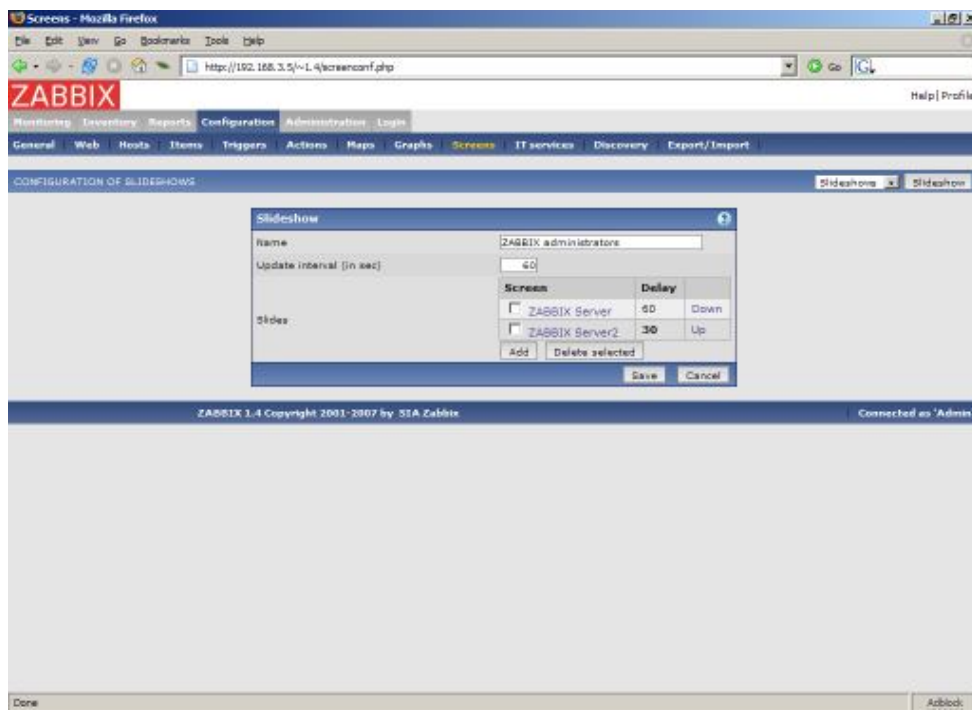 Screens - Mozilla Firefox
File Edit View Go Bookmarks Tools Help
http://192.168.3.5/~1.4/screenconf.php Go
ZABBIX
Help | Profile
Monitoring Inventory Reports Configuration Administration Login
General Web Hosts Items Triggers Actions Maps Graphs Screens IT services Discovery Export/Import
CONFIGURATION OF SLIDESHOWS Slideshows Slideshow
Slideshow
Name ZABBIX administrators
Update interval (in sec) 60
Screen Delay
Slides
ZABBIX Server 60 Down
ZABBIX Server2 30 Up
Add Delete selected
Save Cancel
ZABBIX 1.4 Copyright 2001-2007 by SIA Zabbix Connected as 'Admin
Done Adblock